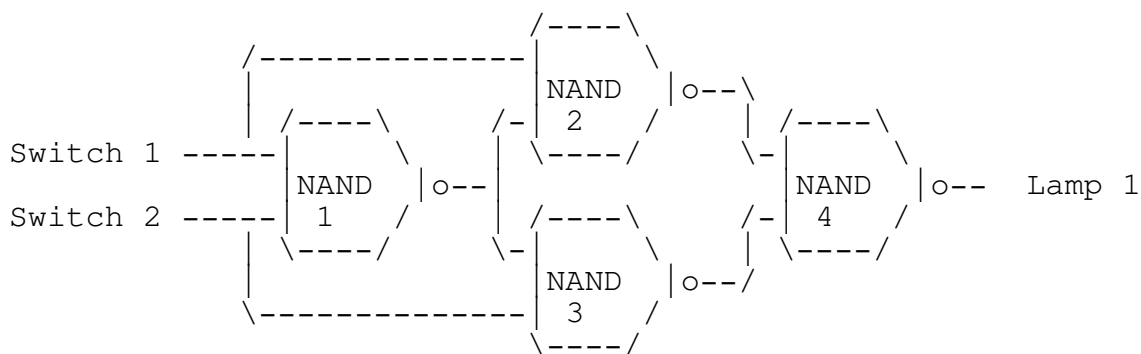 NAND
2
Switch 1
NAND
1
NAND
4
Lamp 1
Switch 2
NAND
3